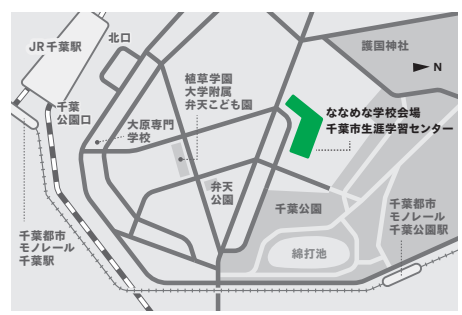 JR千葉駅
北口
護国神社
N
千葉
公園口
植草学園
大学附属
弁天こども園
大原専門
学校
ななめな学校会場
千葉市生涯学習センター
弁天
公園
千葉公園
綿打池
千葉都市
モノレール
千葉公園駅
千葉都市
モノレール
千葉駅